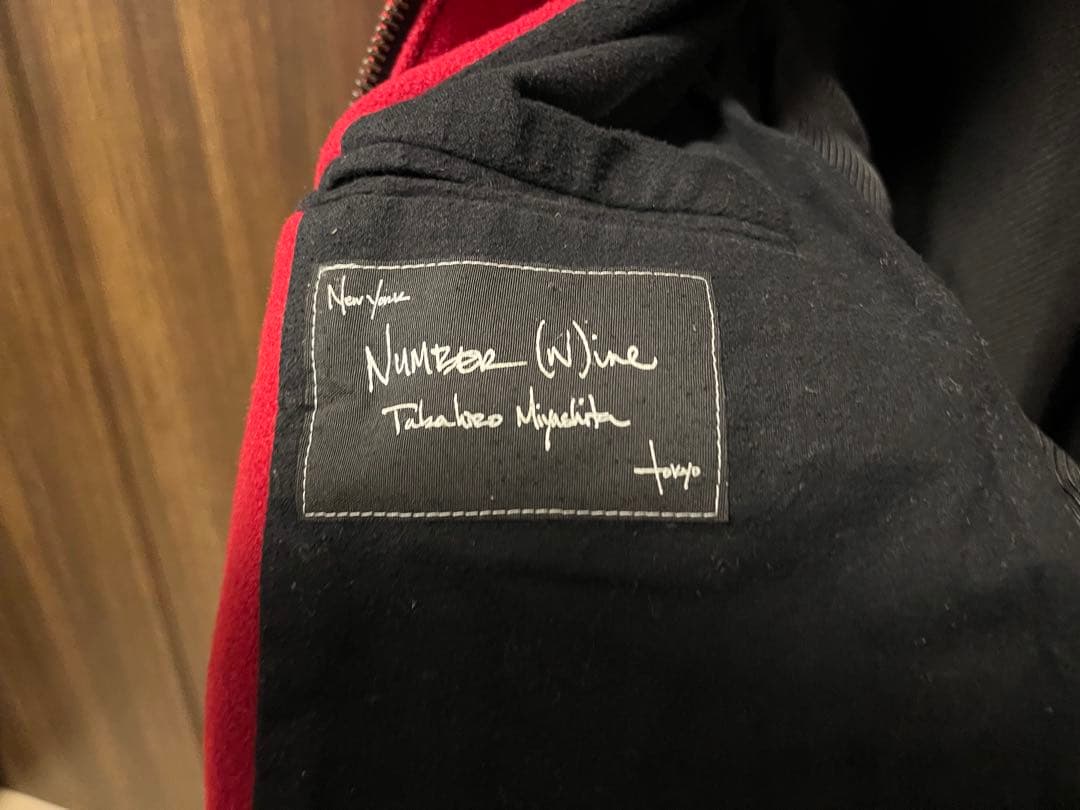 New York
NUMBER (N)ine
Takahiro Miyashita
tokyo